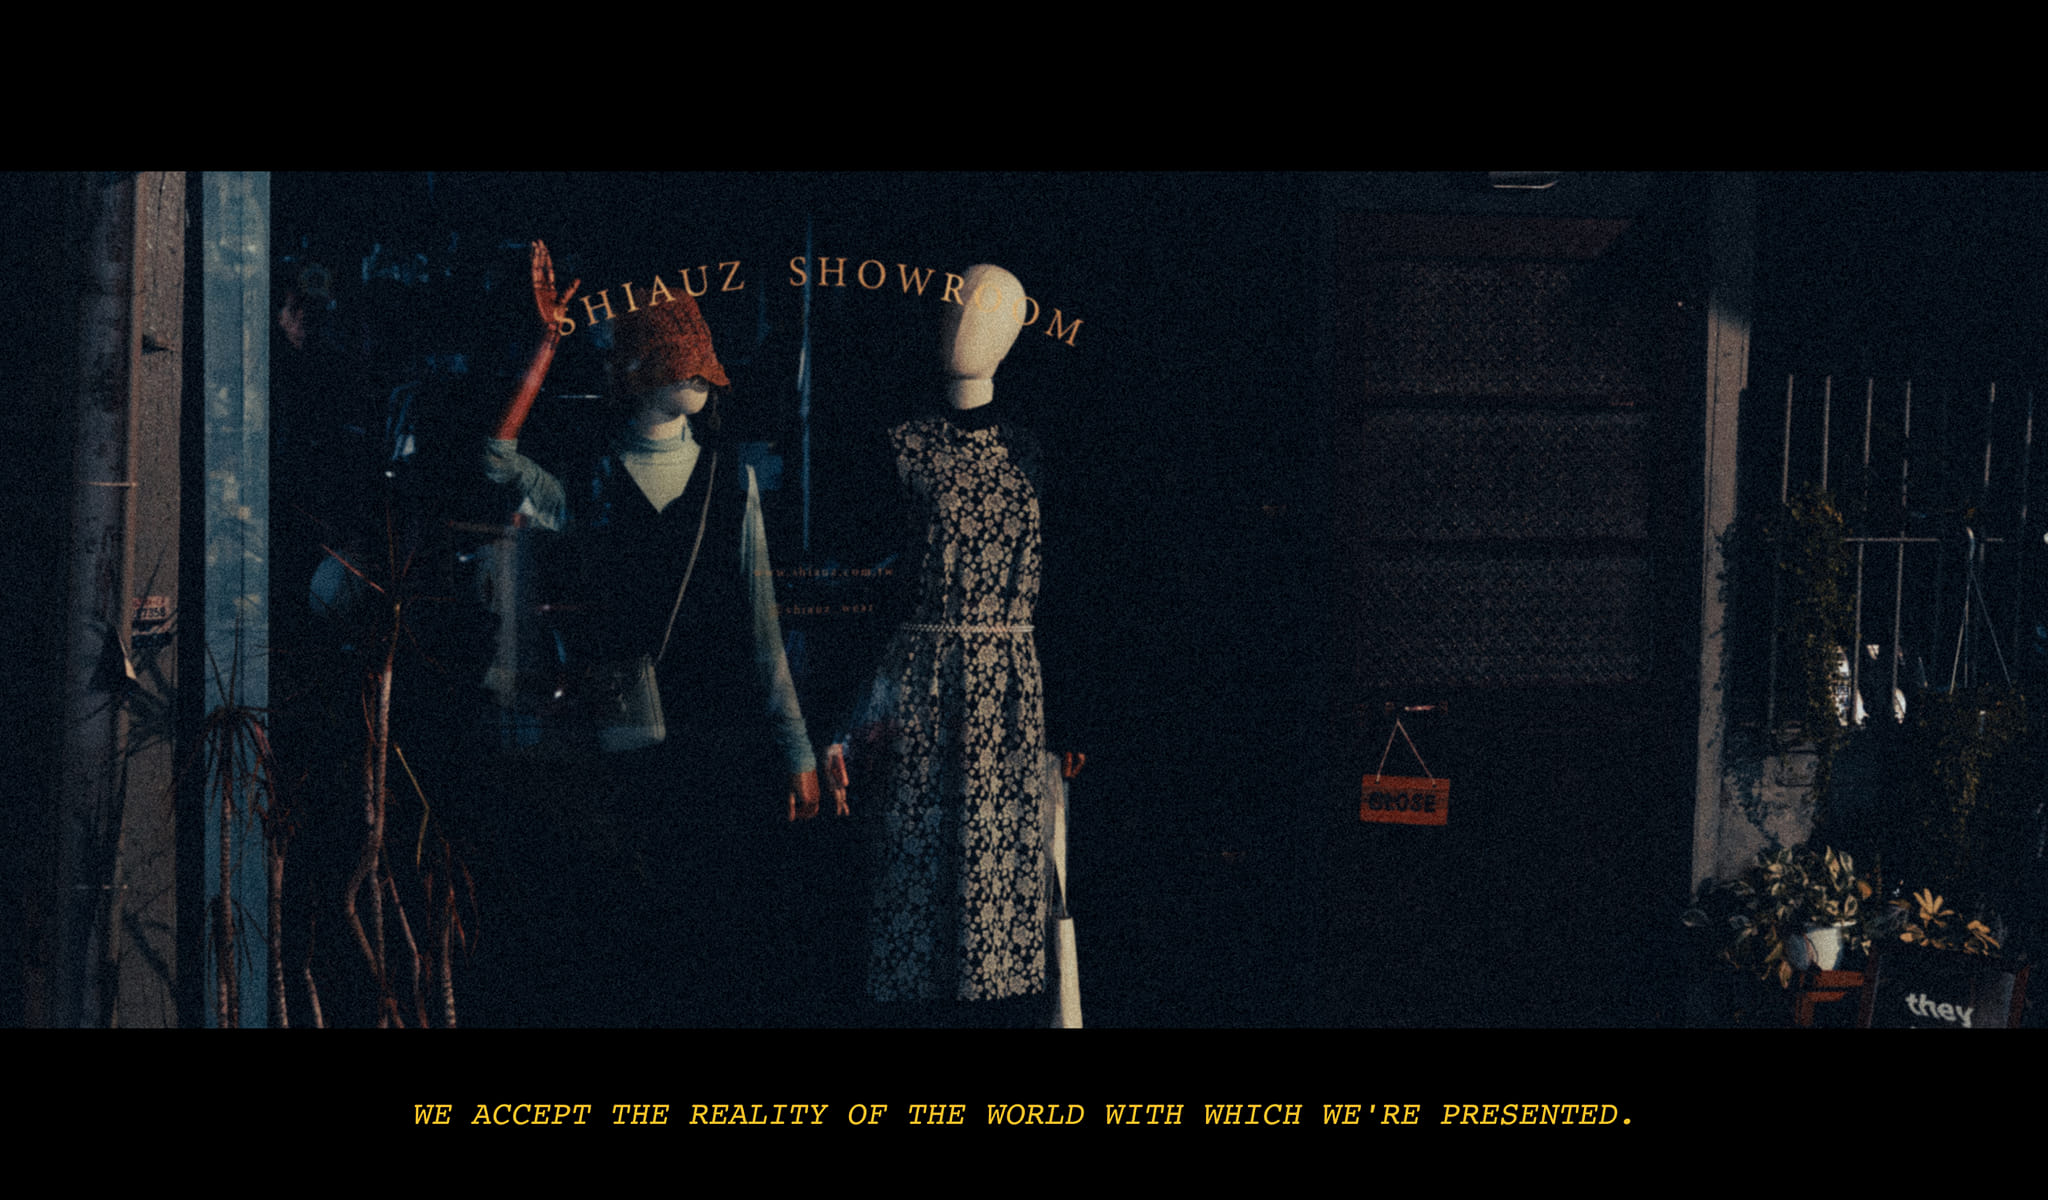 SHIAUZ SHOWROOM
www.shiauz.com.tw
shiauz_wear
CLOSE
they
WE ACCEPT THE REALITY OF THE WORLD WITH WHICH WE'RE PRESENTED.